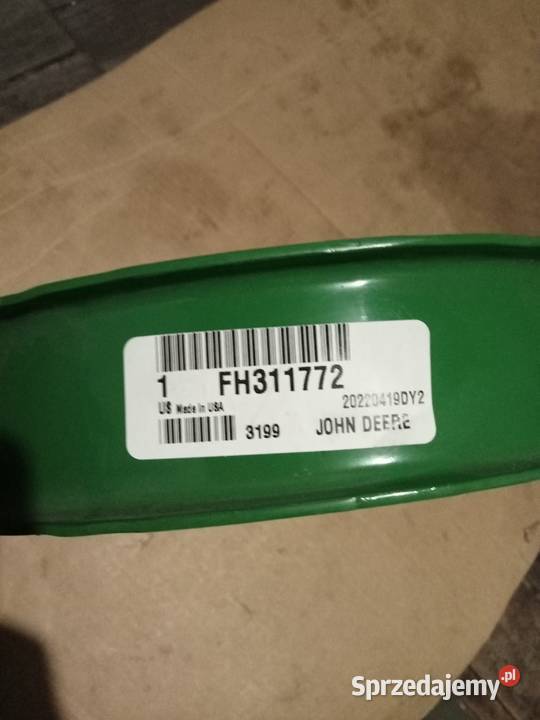 1 FH311772
US Made in USA
20220419DY2
3199 JOHN DEERE
Sprzedajemy.pl